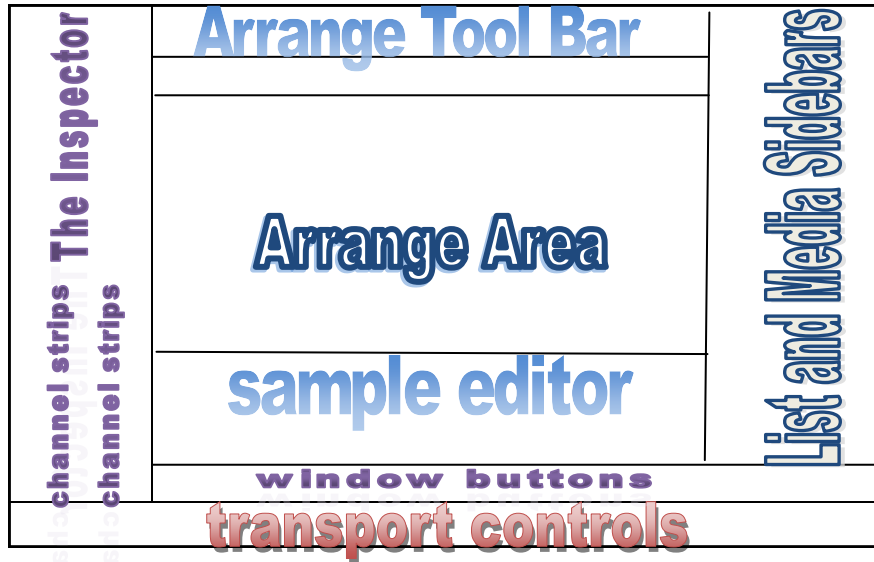 Arrange Tool Bar
The Inspector
channel strips
channel strips
Arrange Area
List and Media Sidebars
sample editor
window buttons
transport controls